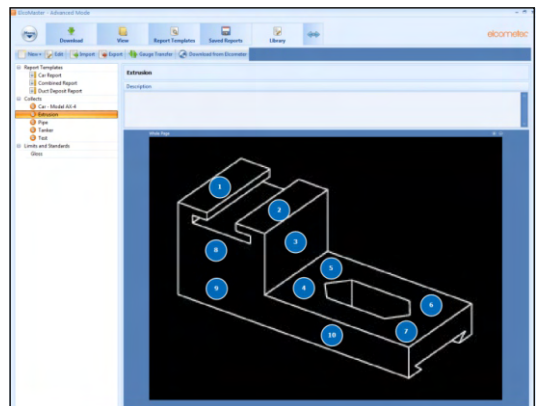 ElcoMaster - Advanced Mode
Download View Report Templates Saved Reports Library
elcometer
New Edit Import Export Gauge Transfer Download from Elcometer
Report Templates
Car Report
Combined Report
Duct Deposit Report
Collects
Car - Model AX-4
Extrusion
Pipe
Tanker
Test
Limits and Standards
Gloss
Extrusion
Description
1
2
3
8
5
4
9
6
7
10